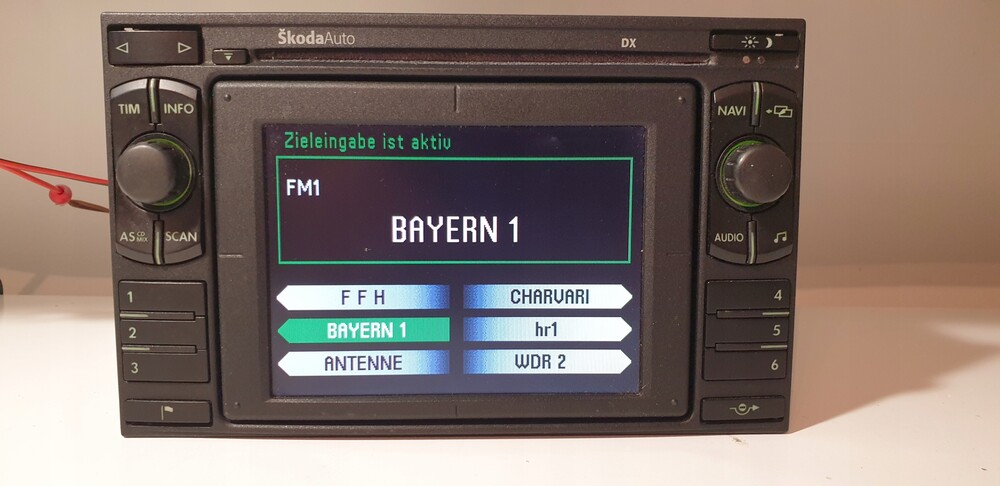 ŠkodaAuto
DX
TIM INFO
NAVI
Zieleingabe ist aktiv
FM1
BAYERN 1
AS CD MIX SCAN
AUDIO
F F H CHARVARI
BAYERN 1 hr1
ANTENNE WDR 2
1
2
3
4
5
6